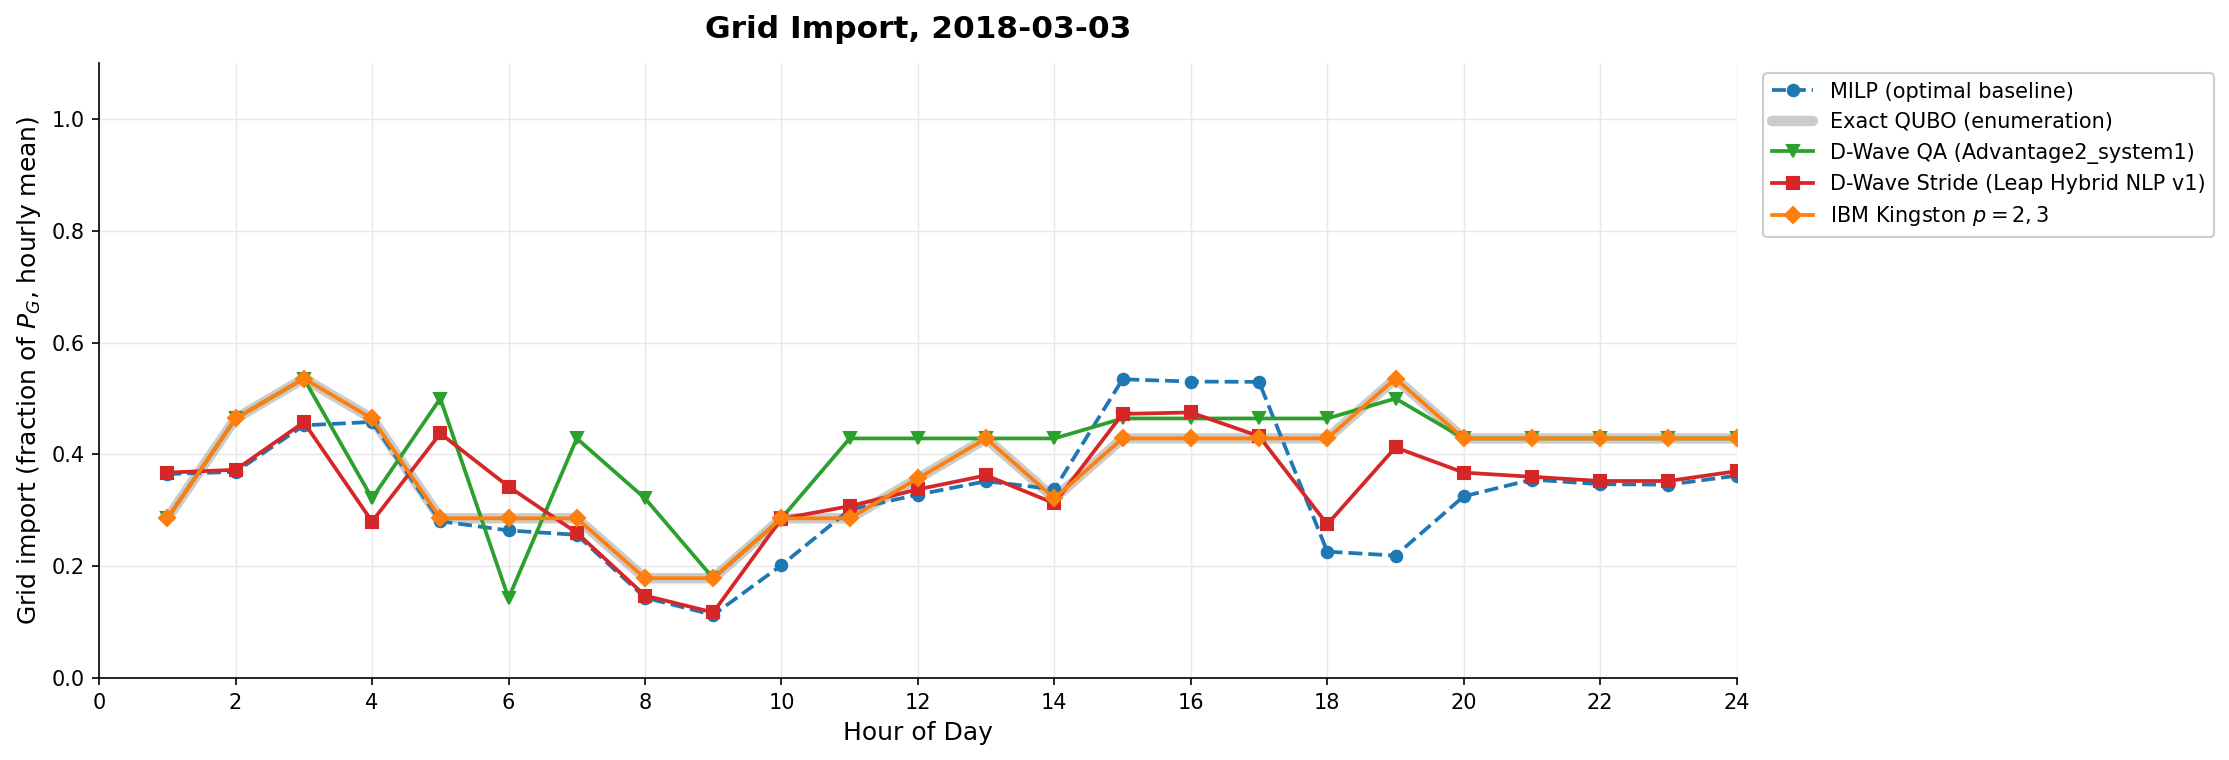 Grid Import, 2018-03-03
Grid import (fraction of $P_G$, hourly mean)
1.0
0.8
0.6
0.4
0.2
0.0
0 2 4 6 8 10 12 14 16 18 20 22 24
Hour of Day
MILP (optimal baseline)
Exact QUBO (enumeration)
D-Wave QA (Advantage2_system1)
D-Wave Stride (Leap Hybrid NLP v1)
IBM Kingston $p = 2, 3$